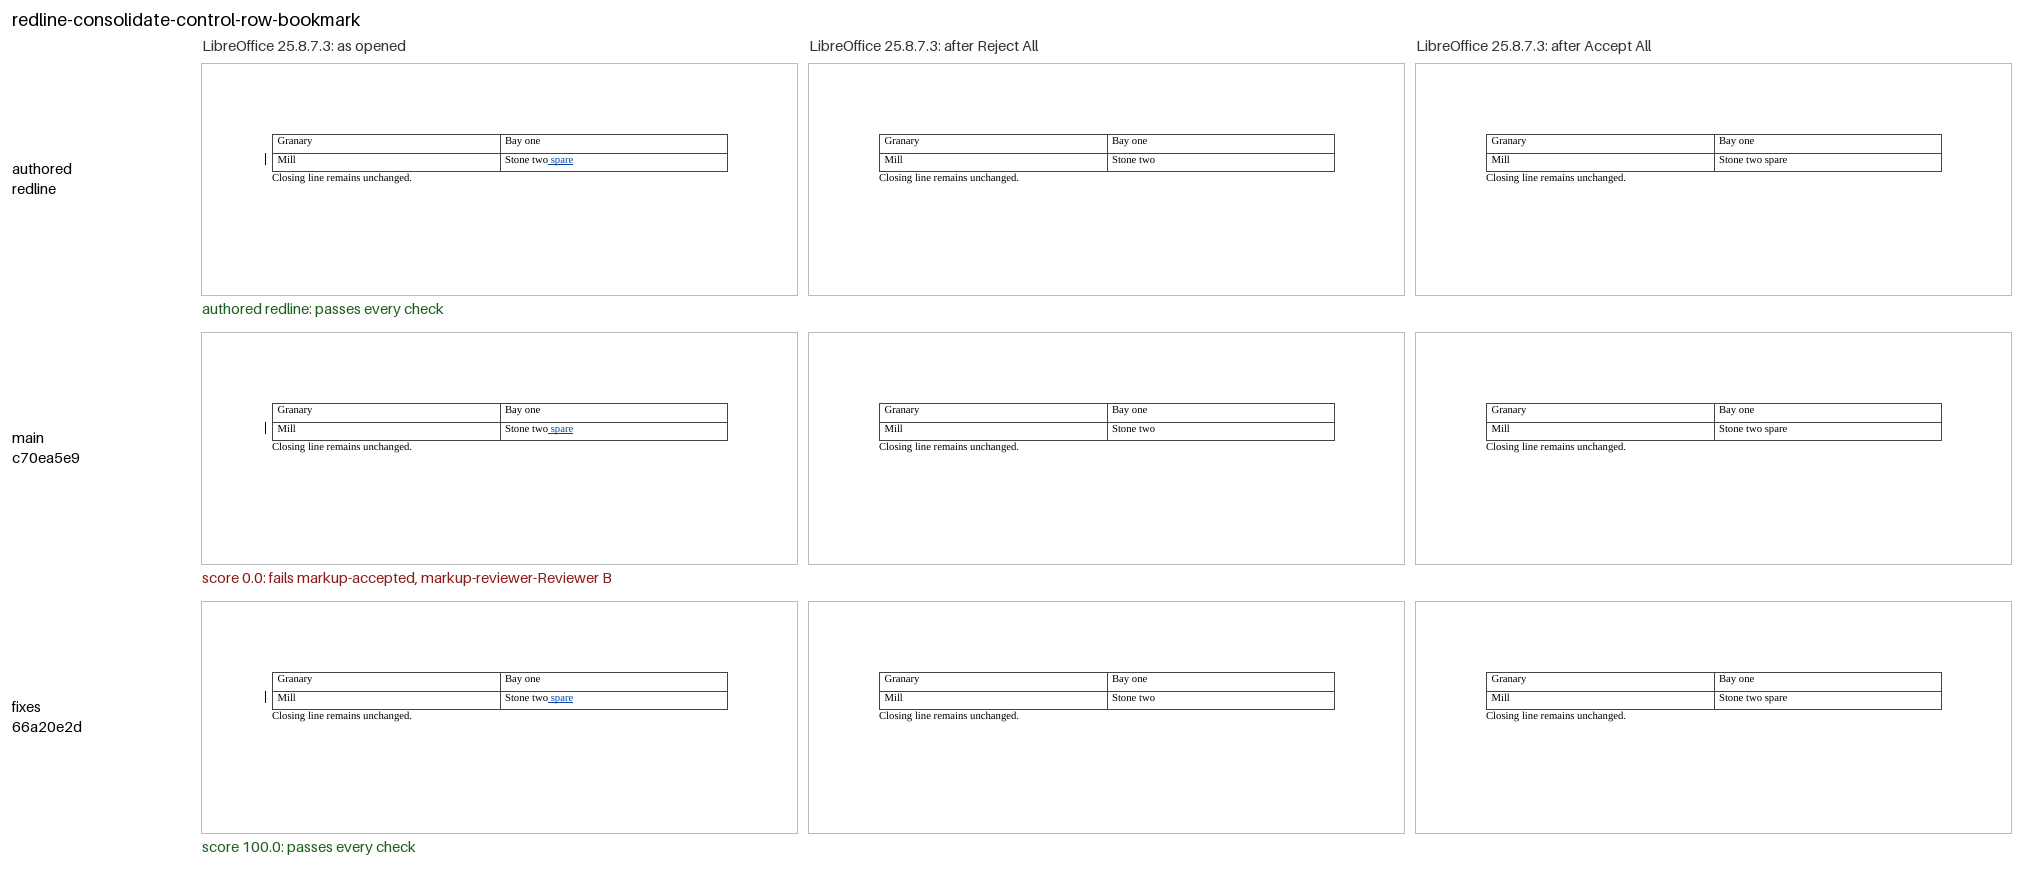 redline-consolidate-control-row-bookmark
LibreOffice 25.8.7.3: as opened
LibreOffice 25.8.7.3: after Reject All
LibreOffice 25.8.7.3: after Accept All
authored
redline
Granary Bay one
Mill Stone two spare
Closing line remains unchanged.
Granary Bay one
Mill Stone two
Closing line remains unchanged.
Granary Bay one
Mill Stone two spare
Closing line remains unchanged.
authored redline: passes every check
main
c70ea5e9
Granary Bay one
Mill Stone two spare
Closing line remains unchanged.
Granary Bay one
Mill Stone two
Closing line remains unchanged.
Granary Bay one
Mill Stone two spare
Closing line remains unchanged.
score 0.0: fails markup-accepted, markup-reviewer-Reviewer B
fixes
66a20e2d
Granary Bay one
Mill Stone two spare
Closing line remains unchanged.
Granary Bay one
Mill Stone two
Closing line remains unchanged.
Granary Bay one
Mill Stone two spare
Closing line remains unchanged.
score 100.0: passes every check